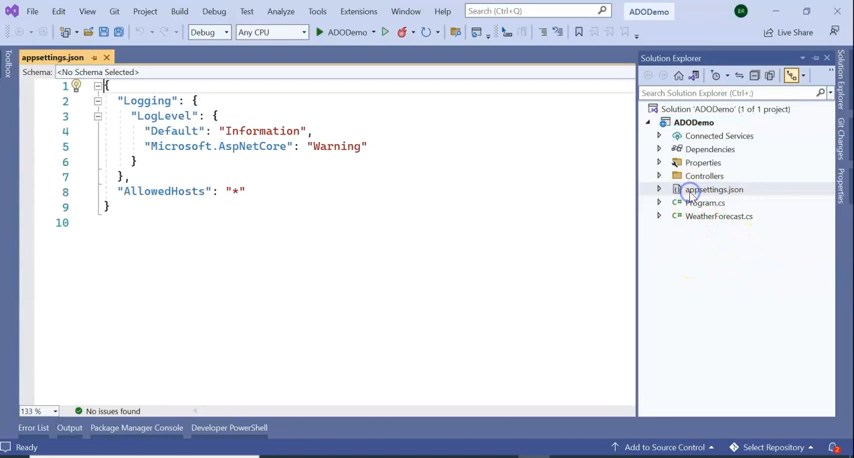 File Edit View Git Project Build Debug Test Analyze Tools Extensions Window Help Search (Ctrl+Q) ADODemo BR
Debug Any CPU ADODemo Live Share
Toolbox
appsettings.json
Schema: <No Schema Selected>
1 {
2 "Logging": {
3 "LogLevel": {
4 "Default": "Information",
5 "Microsoft.AspNetCore": "Warning"
6 }
7 },
8 "AllowedHosts": "*"
9 }
10
133 % No issues found
Solution Explorer
Search Solution Explorer (Ctrl+;)
Solution 'ADODemo' (1 of 1 project)
ADODemo
Connected Services
Dependencies
Properties
Controllers
appsettings.json
C# Program.cs
C# WeatherForecast.cs
Solution Explorer
Git Changes
Properties
Error List Output Package Manager Console Developer PowerShell
Ready Add to Source Control Select Repository 2